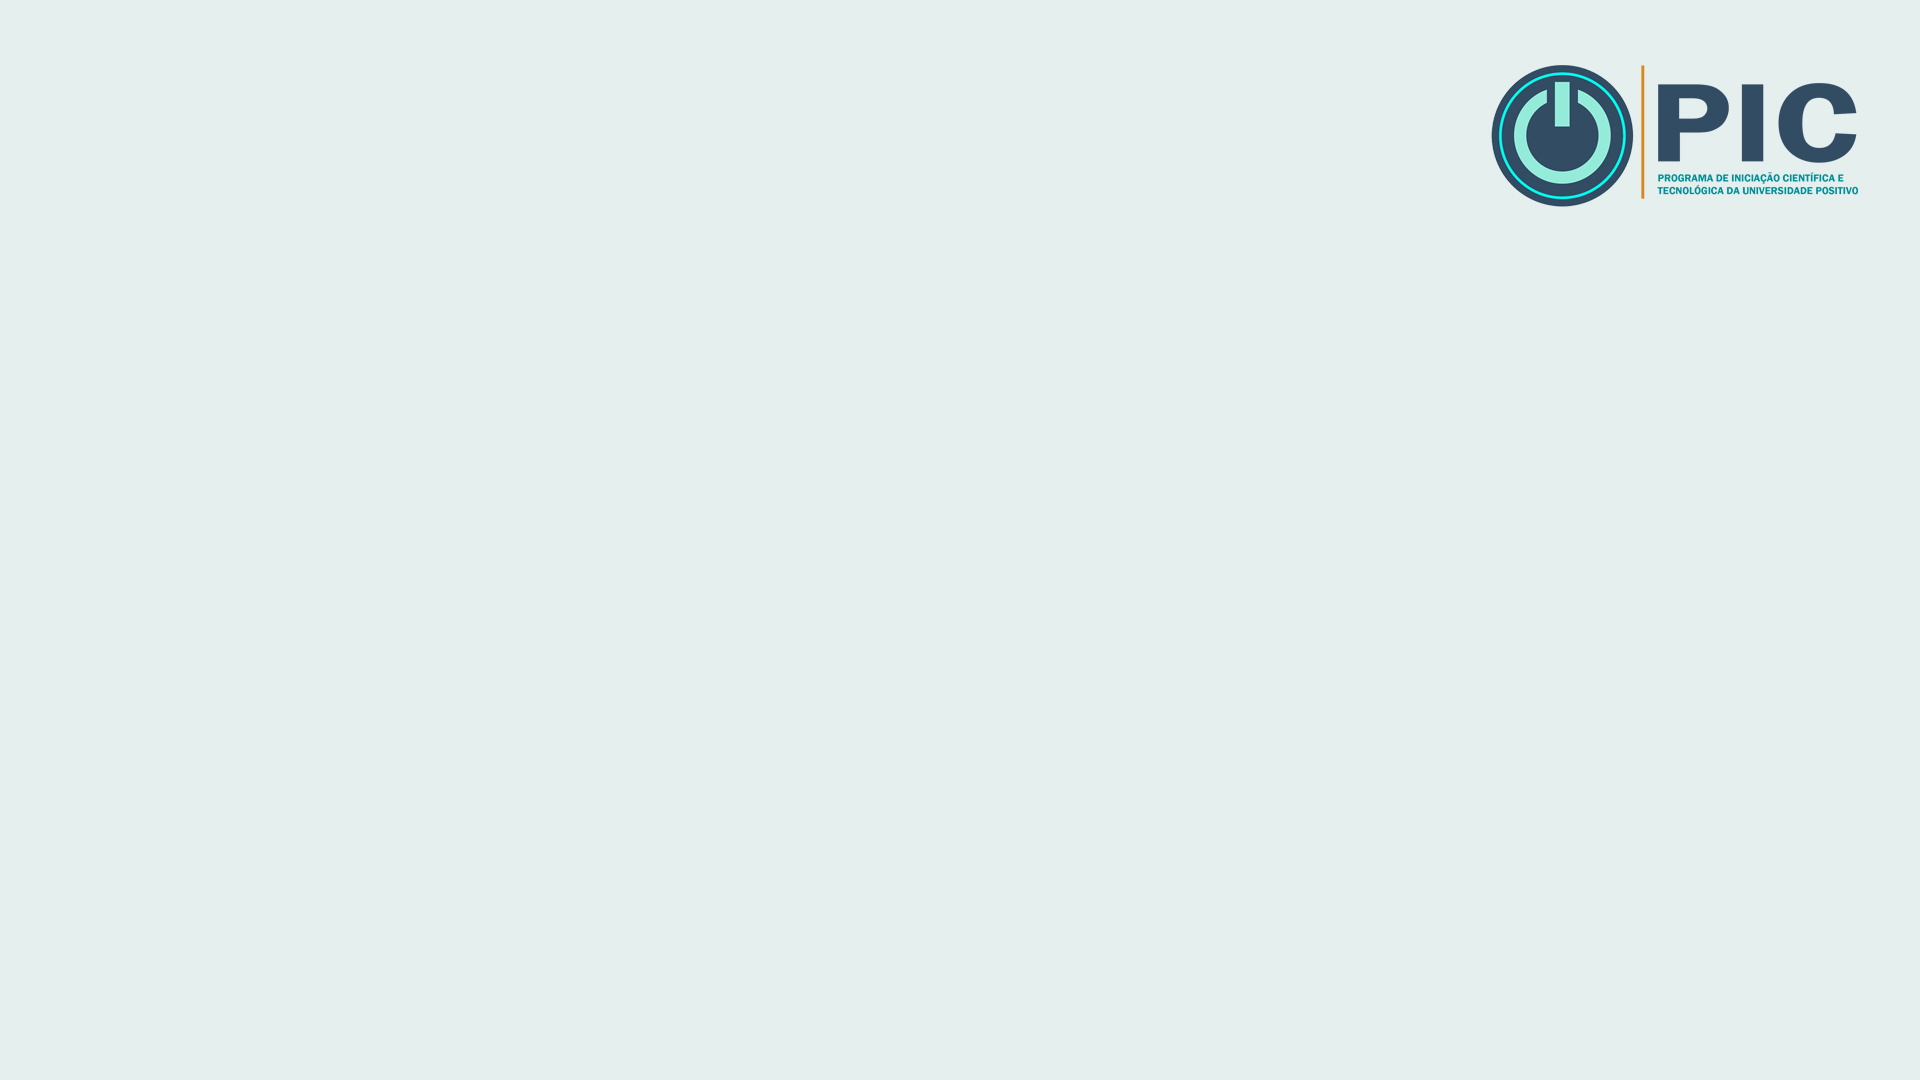 PIC
PROGRAMA DE INICIAÇÃO CIENTÍFICA E
TECNOLÓGICA DA UNIVERSIDADE POSITIVO